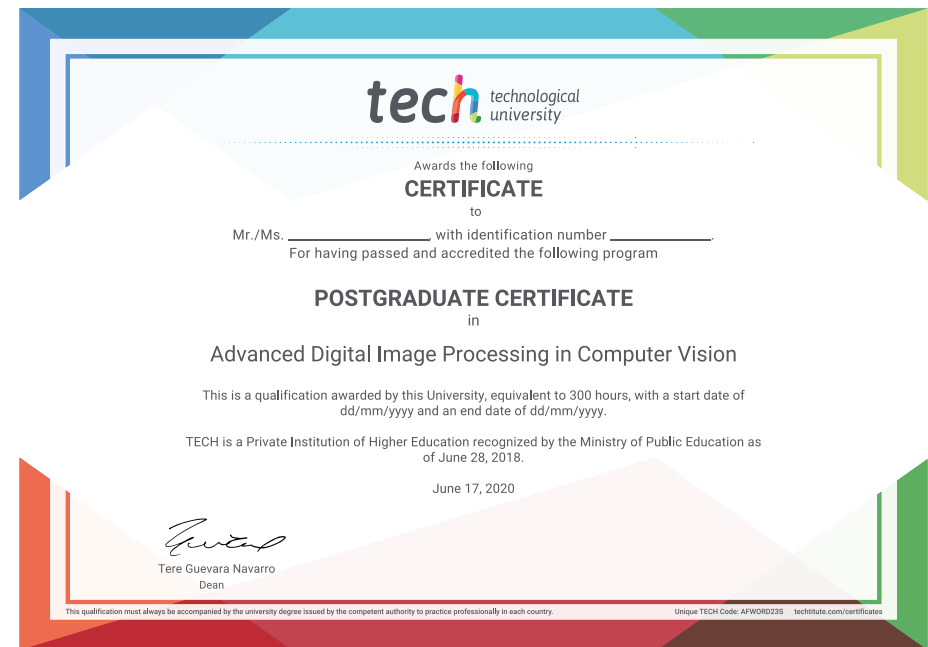 tech technological
university
Awards the following
CERTIFICATE
to
Mr./Ms. ____________________, with identification number ______________.
For having passed and accredited the following program
POSTGRADUATE CERTIFICATE
in
Advanced Digital Image Processing in Computer Vision
This is a qualification awarded by this University, equivalent to 300 hours, with a start date of
dd/mm/yyyy and an end date of dd/mm/yyyy.
TECH is a Private Institution of Higher Education recognized by the Ministry of Public Education as
of June 28, 2018.
June 17, 2020
Tere Guevara Navarro
Dean
This qualification must always be accompanied by the university degree issued by the competent authority to practice professionally in each country.
Unique TECH Code: AFWORD23S techtitute.com/certificates